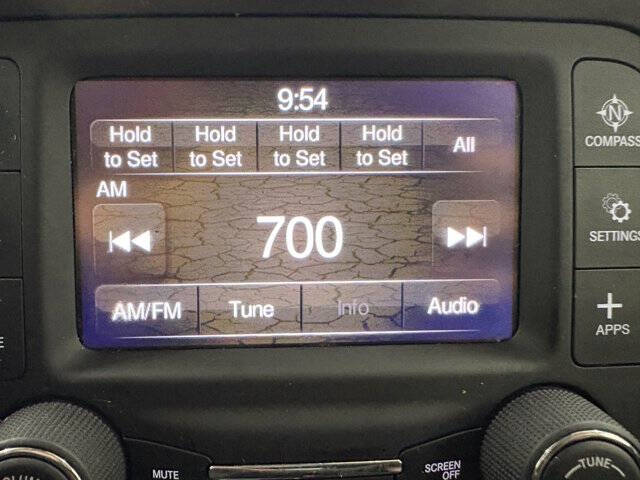 9:54
Hold Hold Hold Hold All
to Set to Set to Set to Set
AM
700
AM/FM Tune Info Audio
N
COMPASS
SETTINGS
APPS
MUTE
SCREEN
OFF
TUNE